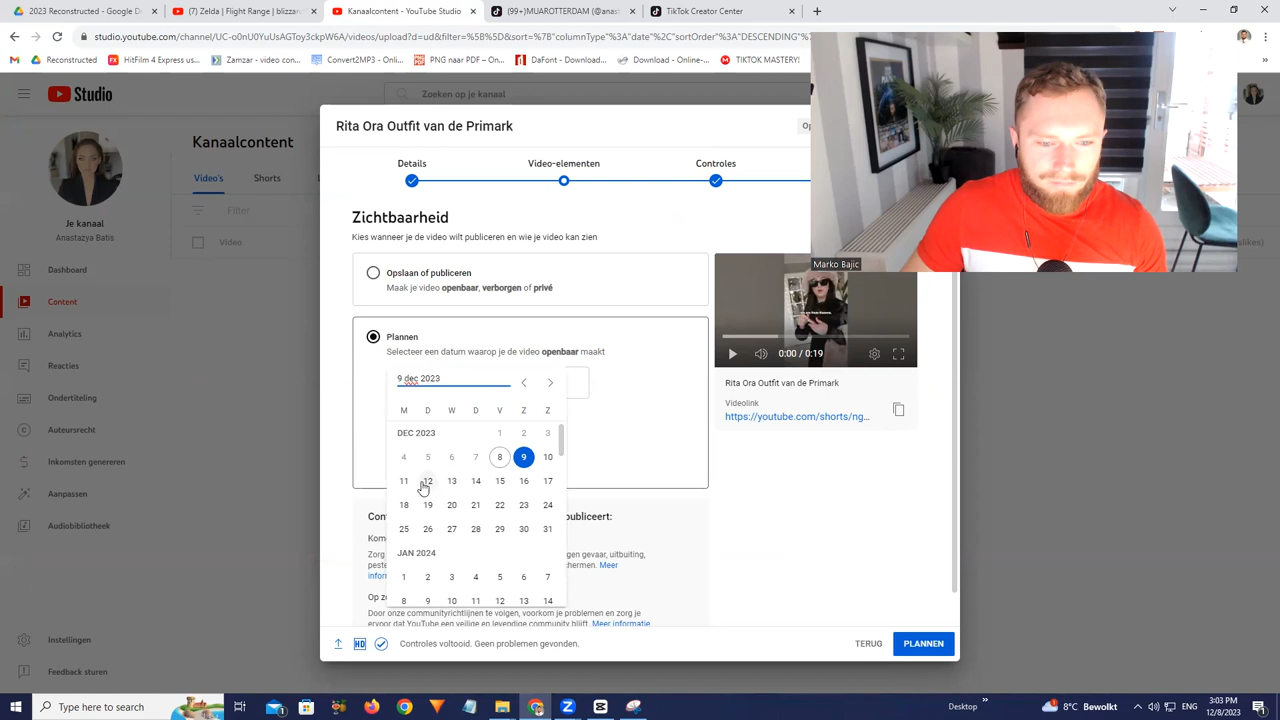 2023 / Zelda | Flight Range | blizzar
Kanaalcontent - YouTube Studio
(99+)MUAROTTERDAM (@anast
TikTok Controler Center
studio.youtube.com/channel/UC-o0nU0YuUsAGToy3ckpW6A/videos/upload?d=ud&filter=%5B%5D&sort=%7B"columnType"%3A"date"%2C"sortOrder"%3A"DESCENDING"%7
Reconstructed
HitFilm 4 Express us...
Zamzar - video con...
Convert2MP3 - Onli...
PNG naar PDF – On...
DaFont - Download...
Download - Online-...
TIKTOK MASTERY!
Studio
Zoeken op je kanaal
Rita Ora Outfit van de Primark
Op
Kanaalcontent
Details
Video-elementen
Controles
Video's
Shorts
L
Filter
Je kanaal
Anastazya Batis
Video
likes)
Zichtbaarheid
Kies wanneer je de video wilt publiceren en wie je video kan zien
Marko Bajic
Dashboard
Content
Analytics
Reacties
Ondertiteling
Auteursrecht
Inkomsten genereren
Aanpassen
Audiobibliotheek
Instellingen
Feedback sturen
Opslaan of publiceren
Maak je video openbaar, verborgen of privé
Plannen
Selecteer een datum waarop je de video openbaar maakt
9 dec 2023
M D W D V Z Z
DEC 2023 1 2 3
4 5 6 7 8 9 10
11 12 13 14 15 16 17
18 19 20 21 22 23 24
25 26 27 28 29 30 31
JAN 2024
1 2 3 4 5 6 7
8 9 10 11 12 13 14
0:00 / 0:19
Rita Ora Outfit van de Primark
Videolink
https://youtube.com/shorts/ng...
Con
publiceert:
Kom
Zorg
gen gevaar, uitbuiting,
peste
chermen. Meer
inform
Op zo
Door onze communityrichtlijnen te volgen, voorkom je problemen en zorg je
ervoor dat YouTube een veilige en levendige community blijft. Meer informatie
Controles voltooid. Geen problemen gevonden.
TERUG
PLANNEN
Type here to search
Desktop
8°C Bewolkt
ENG
3:03 PM
12/8/2023